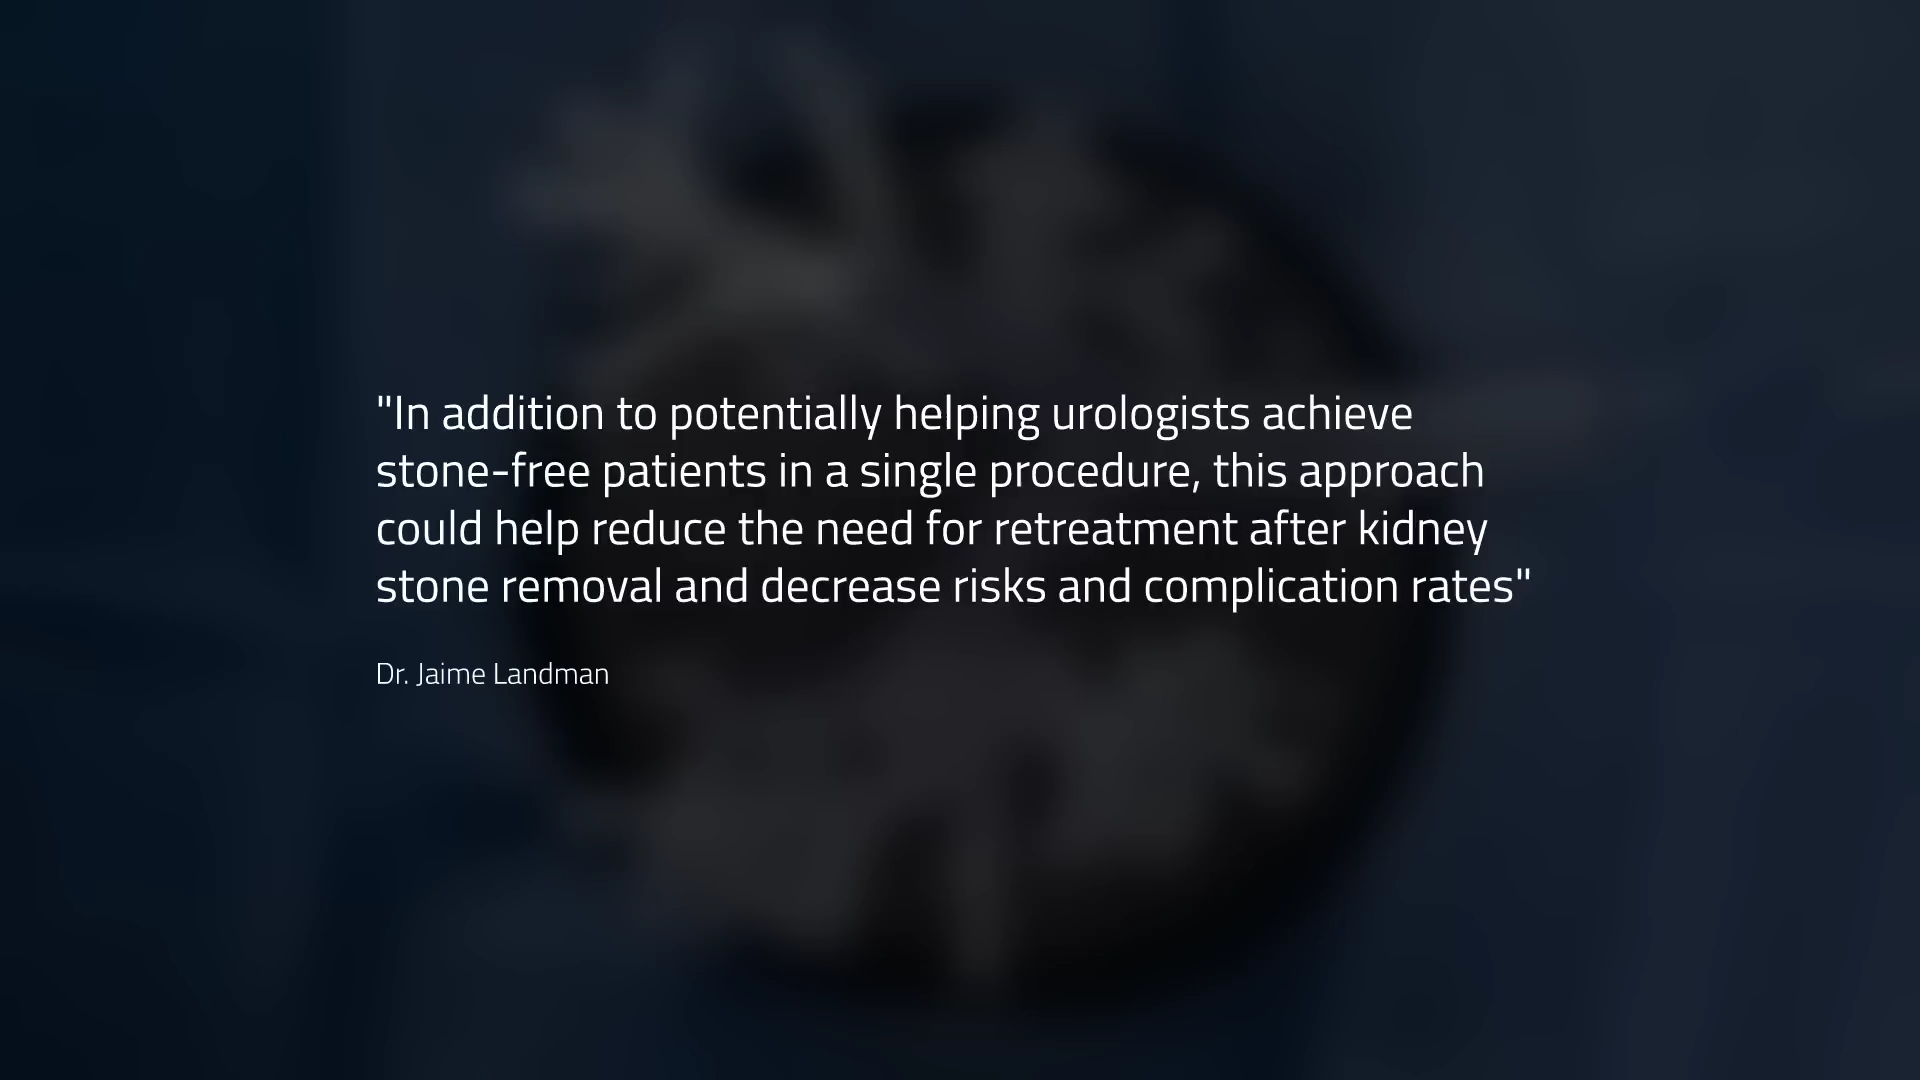 "In addition to potentially helping urologists achieve
stone-free patients in a single procedure, this approach
could help reduce the need for retreatment after kidney
stone removal and decrease risks and complication rates"
Dr. Jaime Landman